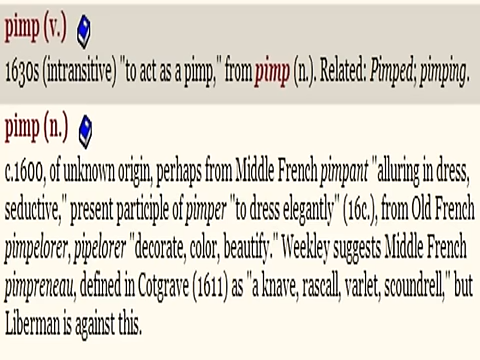 pimp (v.)
1630s (intransitive) "to act as a pimp," from pimp (n.). Related: Pimped; pimping.
pimp (n.)
c.1600, of unknown origin, perhaps from Middle French pimpant "alluring in dress,
seductive," present participle of pimper "to dress elegantly" (16c.), from Old French
pimpelorer, pipelorer "decorate, color, beautify." Weekley suggests Middle French
pimpreneau, defined in Cotgrave (1611) as "a knave, rascall, varlet, scoundrell," but
Liberman is against this.